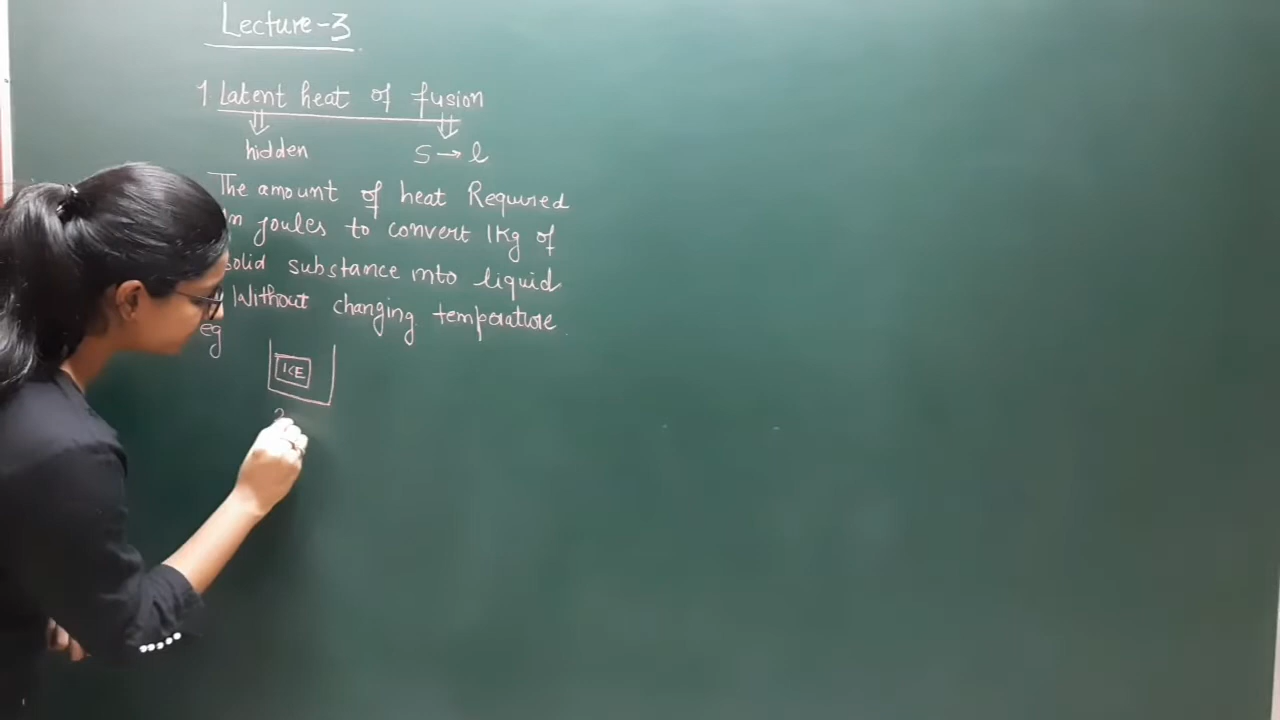 Lecture-3
1 Latent heat of fusion
hidden S → l
The amount of heat Required
in joules to convert 1Kg of
solid substance into liquid
Without changing temperature.
eg
ICE